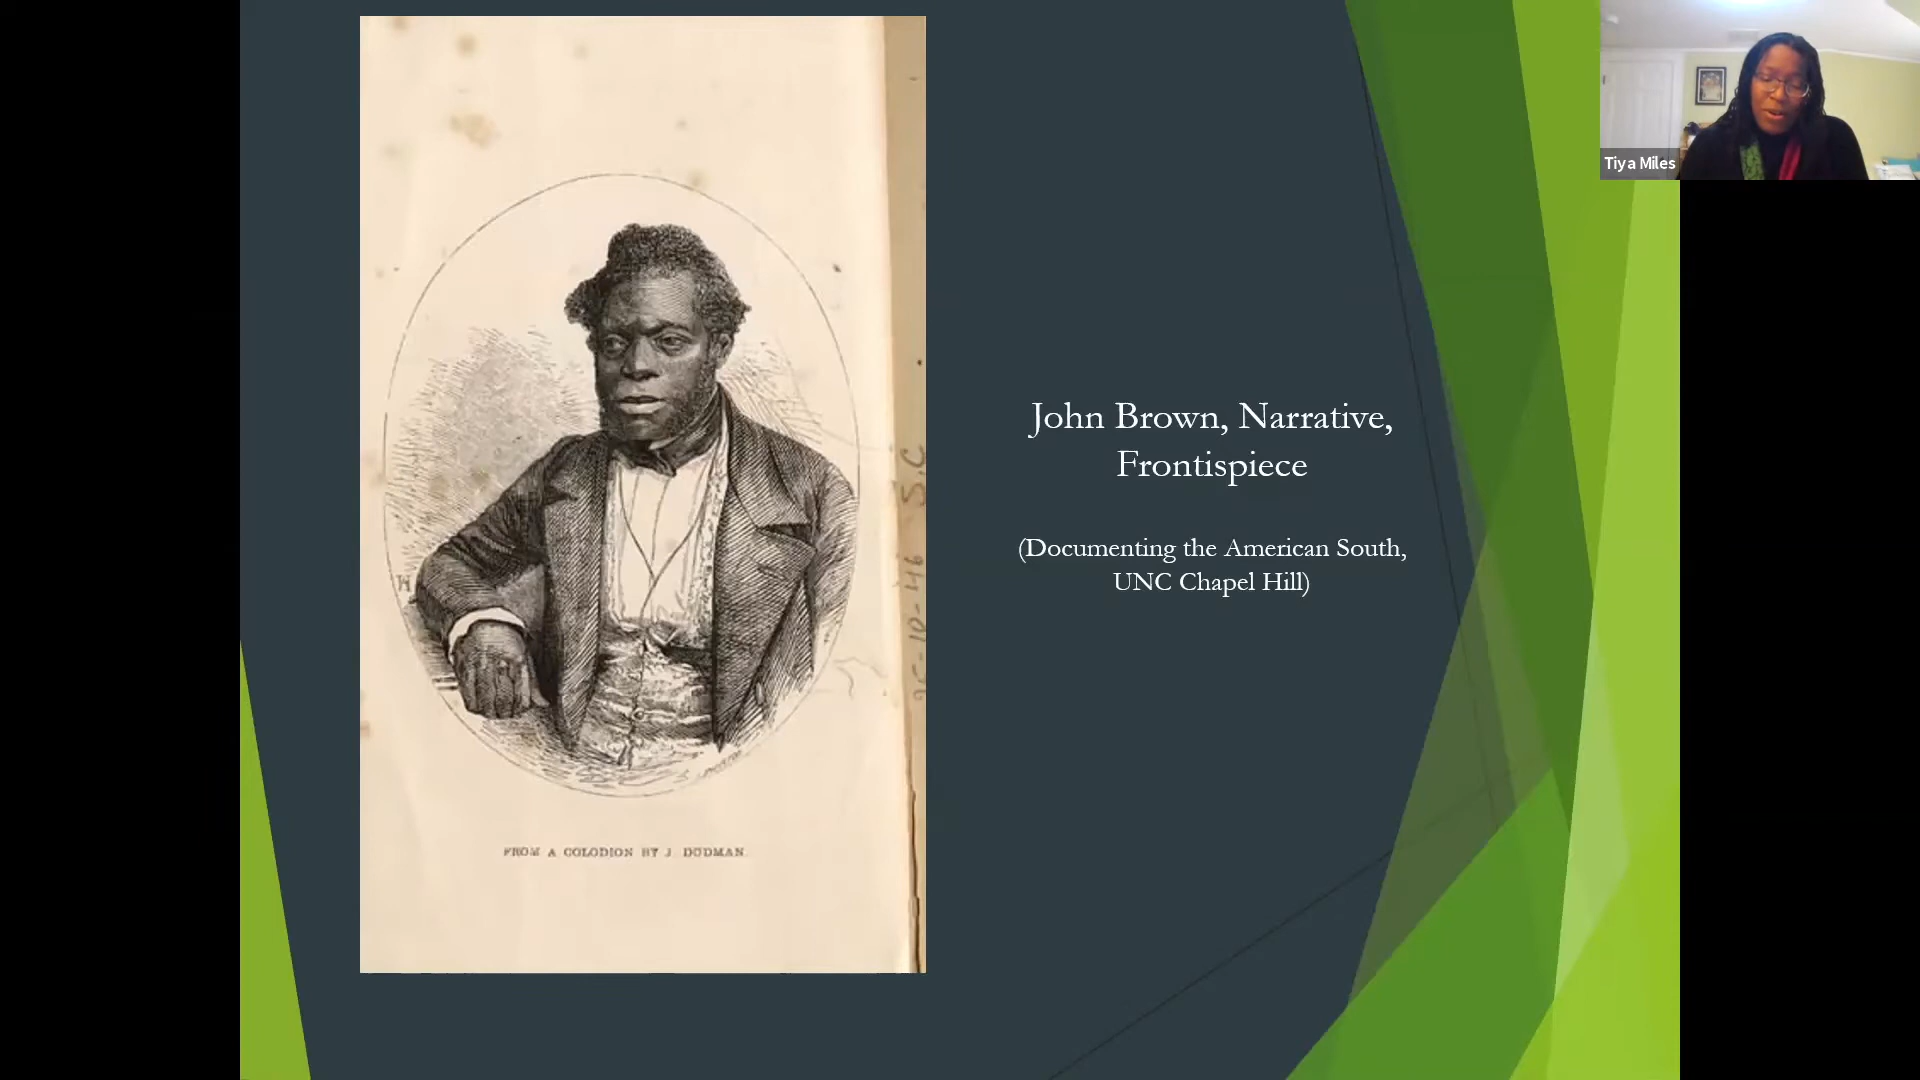 FROM A COLODION BY J. DUDMAN.
John Brown, Narrative,
Frontispiece
(Documenting the American South,
UNC Chapel Hill)
Tiya Miles